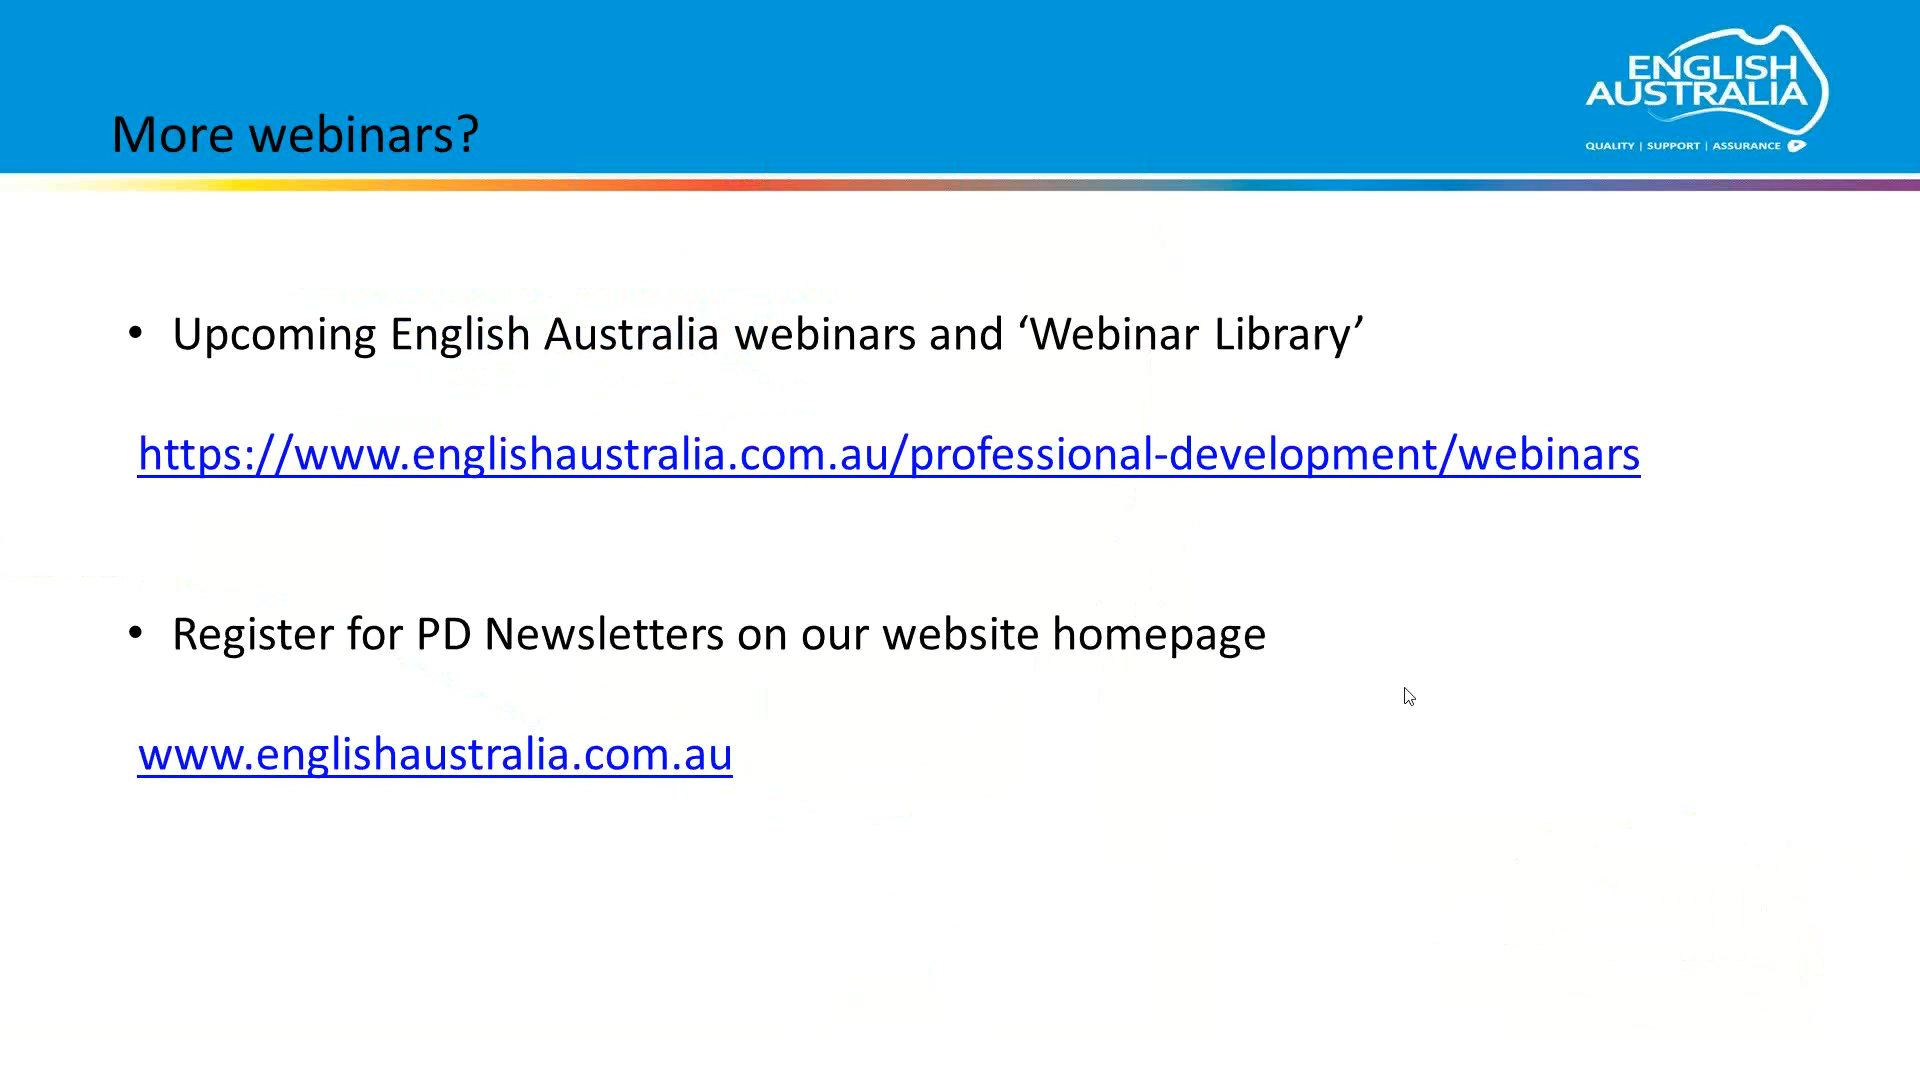 More webinars?
ENGLISH
AUSTRALIA
QUALITY | SUPPORT | ASSURANCE
• Upcoming English Australia webinars and ‘Webinar Library’
https://www.englishaustralia.com.au/professional-development/webinars
• Register for PD Newsletters on our website homepage
www.englishaustralia.com.au